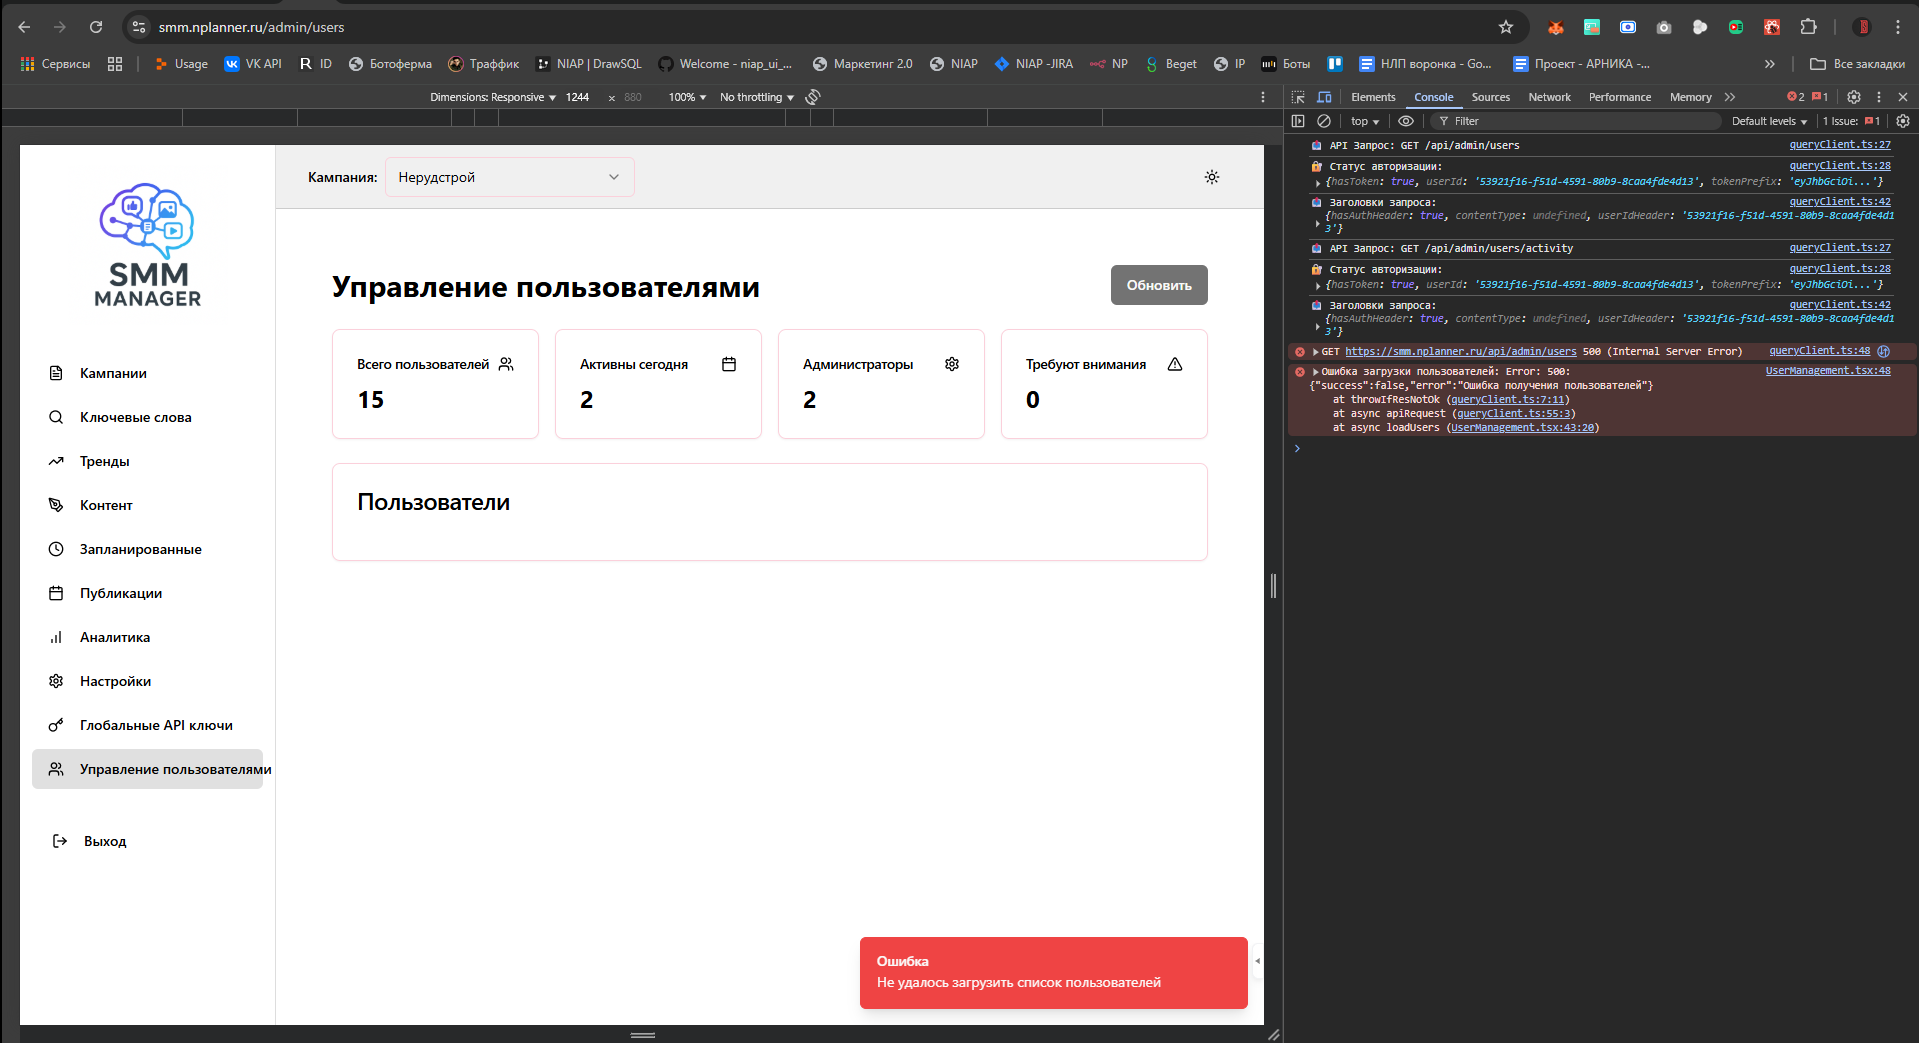 smm.nplanner.ru/admin/users
Сервисы
Usage
VK API
ID
Ботоферма
Траффик
NIAP | DrawSQL
Welcome - niap_ui_...
Маркетинг 2.0
NIAP
NIAP -JIRA
NP
Beget
IP
Боты
НЛП воронка - Go...
Проект - АРНИКА -...
Все закладки
Dimensions: Responsive 1244 x 880 100% No throttling
Elements Console Sources Network Performance Memory 2 1
top Filter Default levels 1 Issue: 1
SMM
MANAGER
Кампании
Ключевые слова
Тренды
Контент
Запланированные
Публикации
Аналитика
Настройки
Глобальные API ключи
Управление пользователями
Выход
Кампания: Нерудстрой
Управление пользователями
Обновить
Всего пользователей
15
Активны сегодня
2
Администраторы
2
Требуют внимания
0
Пользователи
Ошибка
Не удалось загрузить список пользователей
API Запрос: GET /api/admin/users queryClient.ts:27
Статус авторизации: queryClient.ts:28
{hasToken: true, userId: '53921f16-f51d-4591-80b9-8caa4fde4d13', tokenPrefix: 'eyJhbGciOi...'}
Заголовки запроса: queryClient.ts:42
{hasAuthHeader: true, contentType: undefined, userIdHeader: '53921f16-f51d-4591-80b9-8caa4fde4d1
3'}
API Запрос: GET /api/admin/users/activity queryClient.ts:27
Статус авторизации: queryClient.ts:28
{hasToken: true, userId: '53921f16-f51d-4591-80b9-8caa4fde4d13', tokenPrefix: 'eyJhbGciOi...'}
Заголовки запроса: queryClient.ts:42
{hasAuthHeader: true, contentType: undefined, userIdHeader: '53921f16-f51d-4591-80b9-8caa4fde4d1
3'}
GET https://smm.nplanner.ru/api/admin/users 500 (Internal Server Error) queryClient.ts:48
Ошибка загрузки пользователей: Error: 500: UserManagement.tsx:48
{"success":false,"error":"Ошибка получения пользователей"}
at throwIfResNotOk (queryClient.ts:7:11)
at async apiRequest (queryClient.ts:55:3)
at async loadUsers (UserManagement.tsx:43:20)